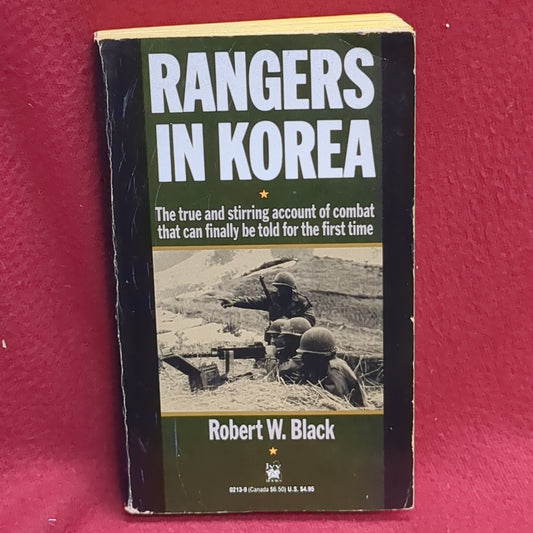 RANGERS
IN KOREA
The true and stirring account of combat
that can finally be told for the first time
Robert W. Black
IVY
BOOKS
0213-9 (Canada $6.50) U.S. $4.95